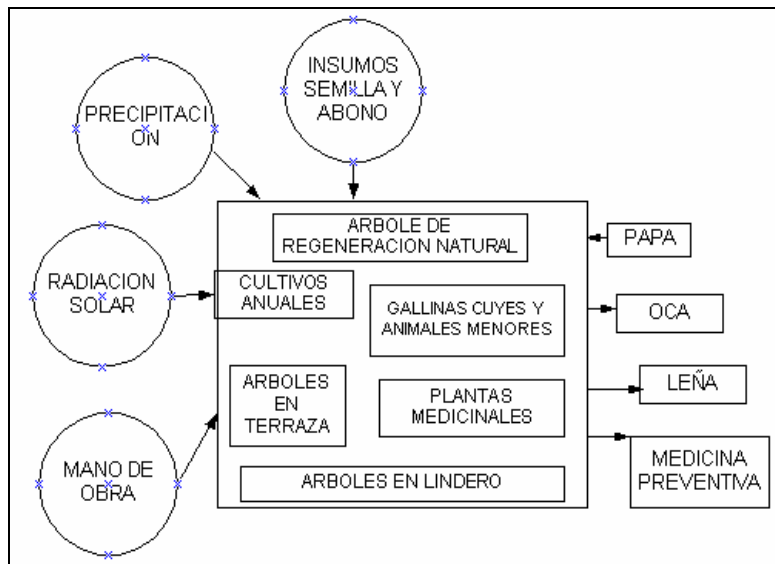 INSUMOS
SEMILLA Y
ABONO
PRECIPITACI
ON
ARBOLE DE
REGENERACION NATURAL
PAPA
RADIACION
SOLAR
CULTIVOS
ANUALES
GALLINAS CUYES Y
ANIMALES MENORES
OCA
ARBOLES
EN
TERRAZA
PLANTAS
MEDICINALES
LEÑA
MANO DE
OBRA
ARBOLES EN LINDERO
MEDICINA
PREVENTIVA